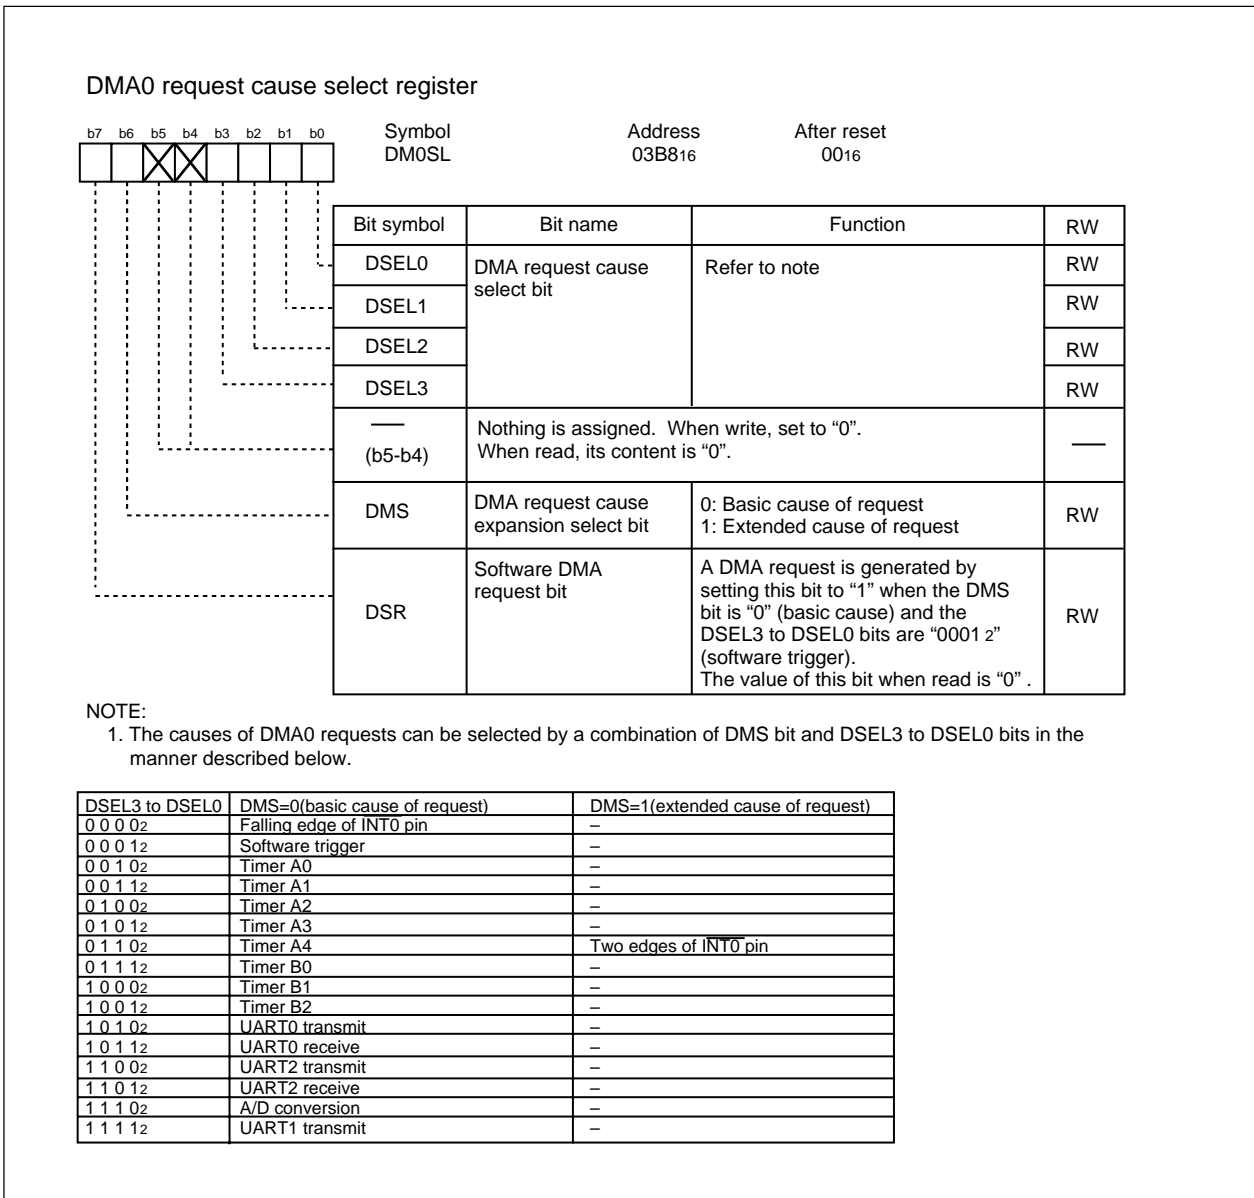 DMA0 request cause select register
b7 b6 b5 b4 b3 b2 b1 b0
Symbol Address After reset
DM0SL 03B816 0016
Bit symbol Bit name Function RW
DSEL0 DMA request cause select bit Refer to note RW
DSEL1 RW
DSEL2 RW
DSEL3 RW
— (b5-b4) Nothing is assigned. When write, set to “0”.
When read, its content is “0”. —
DMS DMA request cause expansion select bit 0: Basic cause of request
1: Extended cause of request RW
DSR Software DMA request bit A DMA request is generated by
setting this bit to “1” when the DMS
bit is “0” (basic cause) and the
DSEL3 to DSEL0 bits are “0001 2”
(software trigger).
The value of this bit when read is “0” . RW
NOTE:
1. The causes of DMA0 requests can be selected by a combination of DMS bit and DSEL3 to DSEL0 bits in the
manner described below.
DSEL3 to DSEL0 DMS=0(basic cause of request) DMS=1(extended cause of request)
0 0 0 02 Falling edge of INT0 pin –
0 0 0 12 Software trigger –
0 0 1 02 Timer A0 –
0 0 1 12 Timer A1 –
0 1 0 02 Timer A2 –
0 1 0 12 Timer A3 –
0 1 1 02 Timer A4 Two edges of INT0 pin
0 1 1 12 Timer B0 –
1 0 0 02 Timer B1 –
1 0 0 12 Timer B2 –
1 0 1 02 UART0 transmit –
1 0 1 12 UART0 receive –
1 1 0 02 UART2 transmit –
1 1 0 12 UART2 receive –
1 1 1 02 A/D conversion –
1 1 1 12 UART1 transmit –